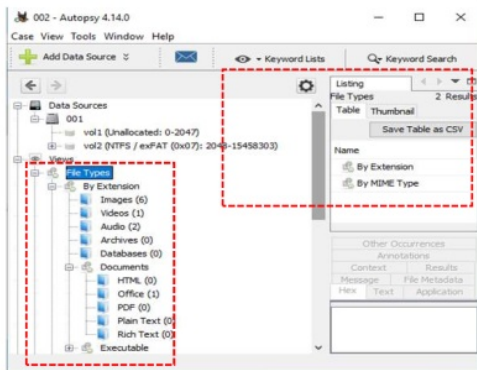 002 - Autopsy 4.14.0
Case View Tools Window Help
Add Data Source
Keyword Lists
Keyword Search
Data Sources
001
vol1 (Unallocated: 0-2047)
vol2 (NTFS / exFAT (0x07): 2048-15458303)
Views
File Types
By Extension
Images (6)
Videos (1)
Audio (2)
Archives (0)
Databases (0)
Documents
HTML (0)
Office (1)
PDF (0)
Plain Text (0)
Rich Text (0)
Executable
Listing
File Types 2 Results
Table Thumbnail
Save Table as CSV
Name
By Extension
By MIME Type
Other Occurrences
Annotations
Context Results
Message File Metadata
Hex Text Application